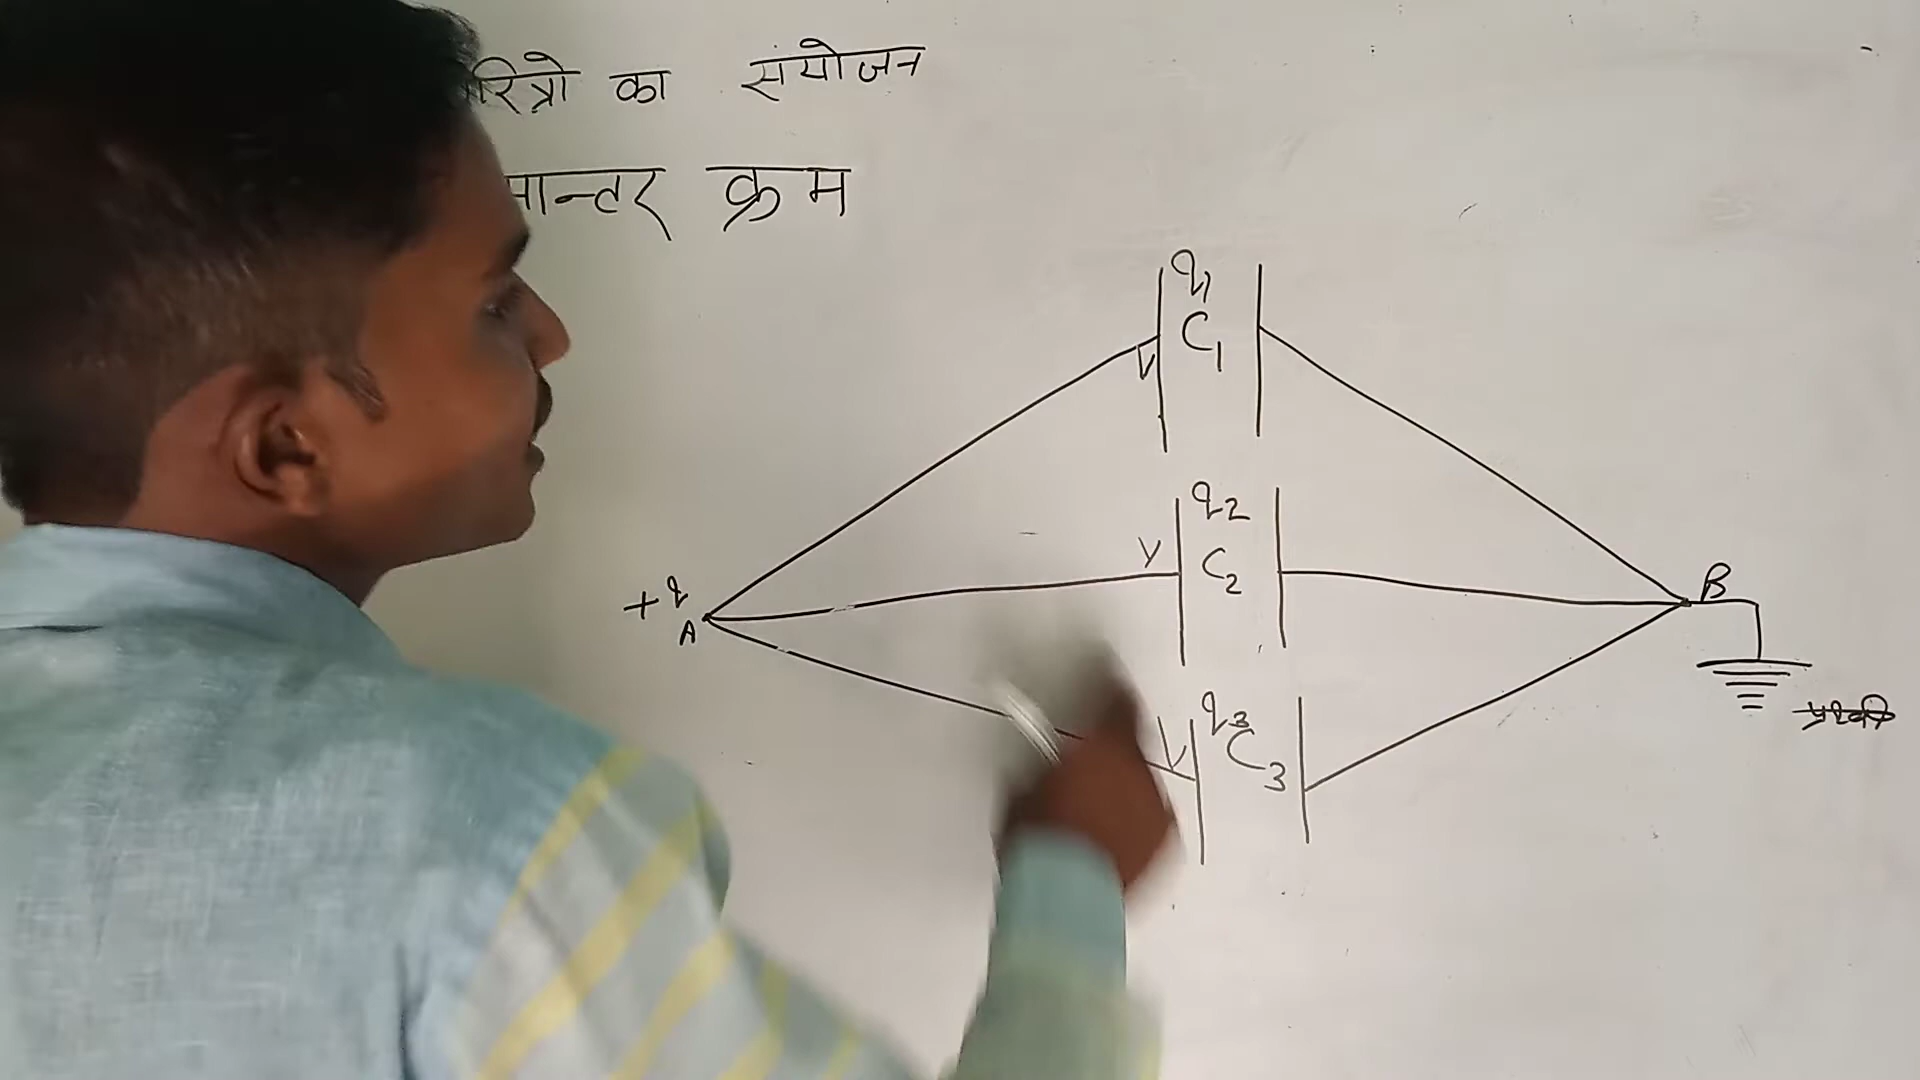 रित्रो का संयोजन
मान्तर क्रम
q1
C1
V
q2
V C2
+q
A
B
q3
V C3